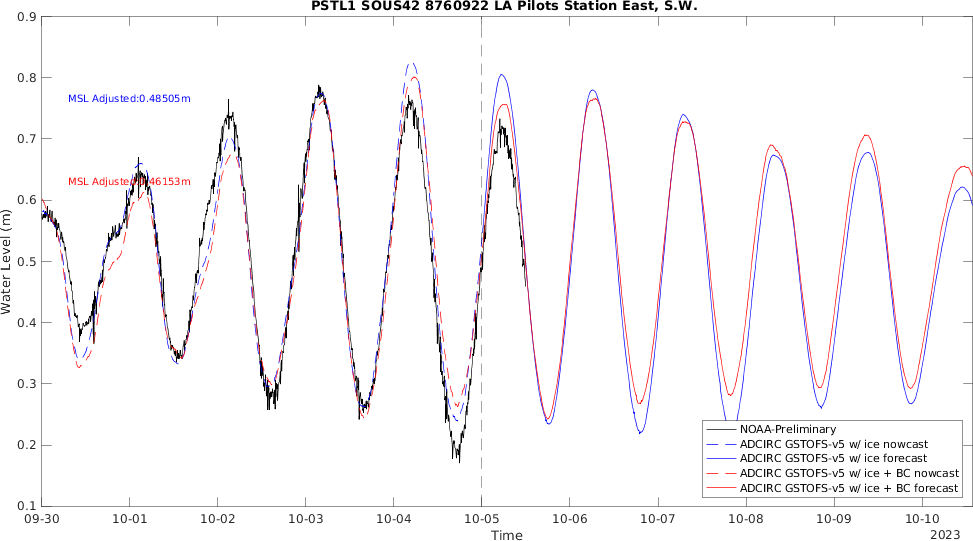 PSTL1 SOUS42 8760922 LA Pilots Station East, S.W.
0.9
0.8
0.7
0.6
0.5
0.4
0.3
0.2
0.1
Water Level (m)
MSL Adjusted:0.48505m
MSL Adjusted:0.46153m
NOAA-Preliminary
ADCIRC GSTOFS-v5 w/ ice nowcast
ADCIRC GSTOFS-v5 w/ ice forecast
ADCIRC GSTOFS-v5 w/ ice + BC nowcast
ADCIRC GSTOFS-v5 w/ ice + BC forecast
09-30 10-01 10-02 10-03 10-04 10-05 10-06 10-07 10-08 10-09 10-10
Time
2023